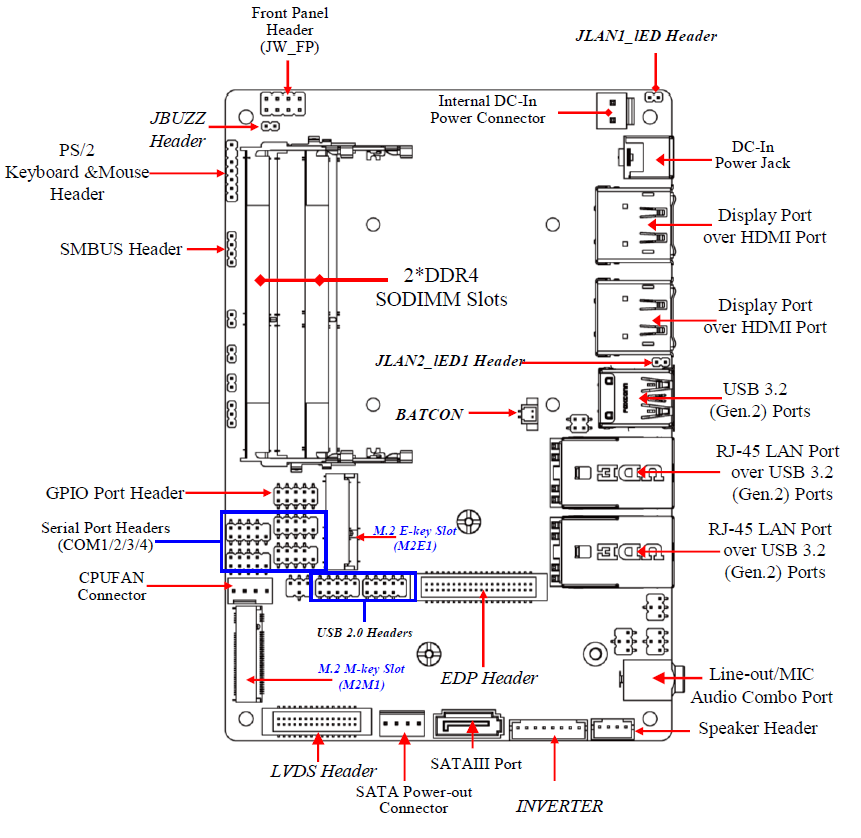 Front Panel
Header
(JW_FP)
JLAN1_lED Header
JBUZZ
Header
Internal DC-In
Power Connector
PS/2
Keyboard &Mouse
Header
DC-In
Power Jack
Display Port
over HDMI Port
SMBUS Header
2*DDR4
SODIMM Slots
Display Port
over HDMI Port
JLAN2_lED1 Header
BATCON
FOXCONN
USB 3.2
(Gen.2) Ports
RJ-45 LAN Port
over USB 3.2
(Gen.2) Ports
GPIO Port Header
Serial Port Headers
(COM1/2/3/4)
M.2 E-key Slot
(M2E1)
RJ-45 LAN Port
over USB 3.2
(Gen.2) Ports
CPUFAN
Connector
USB 2.0 Headers
M.2 M-key Slot
(M2M1)
EDP Header
Line-out/MIC
Audio Combo Port
Speaker Header
LVDS Header
SATA Power-out
Connector
SATAIII Port
INVERTER